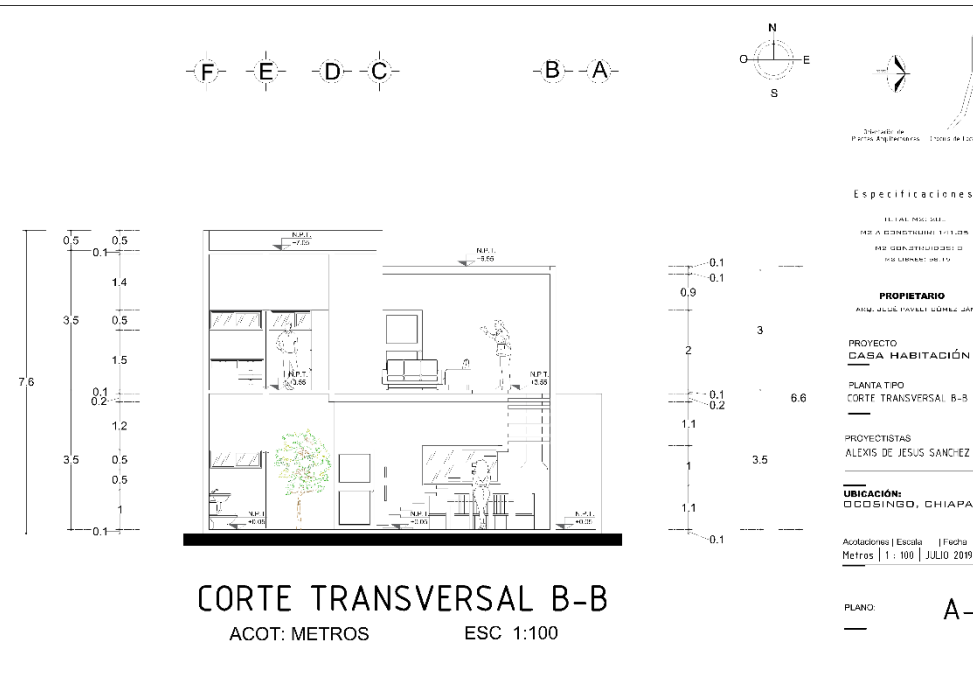 F E D C B A
N
O E
S
Especificaciones
PROPIETARIO
PROYECTO
CASA HABITACIÓN
PLANTA TIPO
CORTE TRANSVERSAL B-B
PROYECTISTAS
ALEXIS DE JESUS SANCHEZ
UBICACIÓN:
OCOSINGO, CHIAPA
Acotaciones | Escala | Fecha
Metros | 1 : 100 | JULIO 2019
PLANO: A-
7.6
0.5
3.5
3.5
0.5
0.1
1.4
0.5
1.5
0.1
0.2
1.2
0.5
0.5
1
0.1
N.P.T.
+7.05
N.P.T.
N.P.T.
N.P.T.
N.P.T.
N.P.T.
N.P.T.
0.1
0.1
0.9
2
0.1
0.2
1.1
1
1.1
0.1
3
3.5
6.6
CORTE TRANSVERSAL B-B
ACOT: METROS ESC 1:100